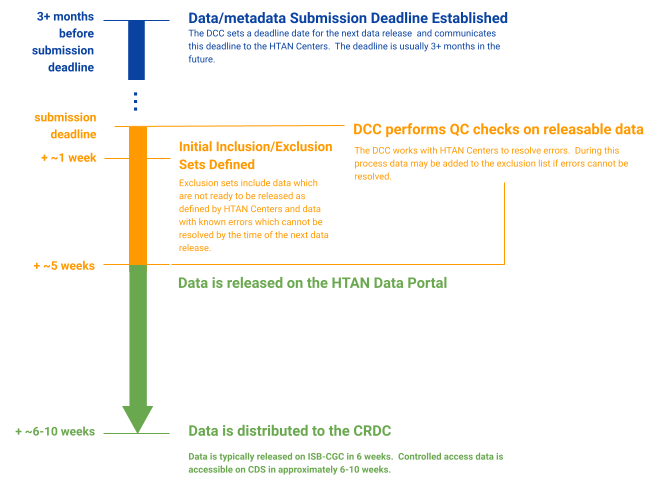 3+ months
before
submission
deadline
Data/metadata Submission Deadline Established
The DCC sets a deadline date for the next data release and communicates
this deadline to the HTAN Centers. The deadline is usually 3+ months in the
future.
submission
deadline
DCC performs QC checks on releasable data
The DCC works with HTAN Centers to resolve errors. During this
process data may be added to the exclusion list if errors cannot be
resolved.
+ ~1 week
Initial Inclusion/Exclusion
Sets Defined
Exclusion sets include data which
are not ready to be released as
defined by HTAN Centers and data
with known errors which cannot be
resolved by the time of the next data
release.
+ ~5 weeks
Data is released on the HTAN Data Portal
+ ~6-10 weeks
Data is distributed to the CRDC
Data is typically released on ISB-CGC in 6 weeks. Controlled access data is
accessible on CDS in approximately 6-10 weeks.